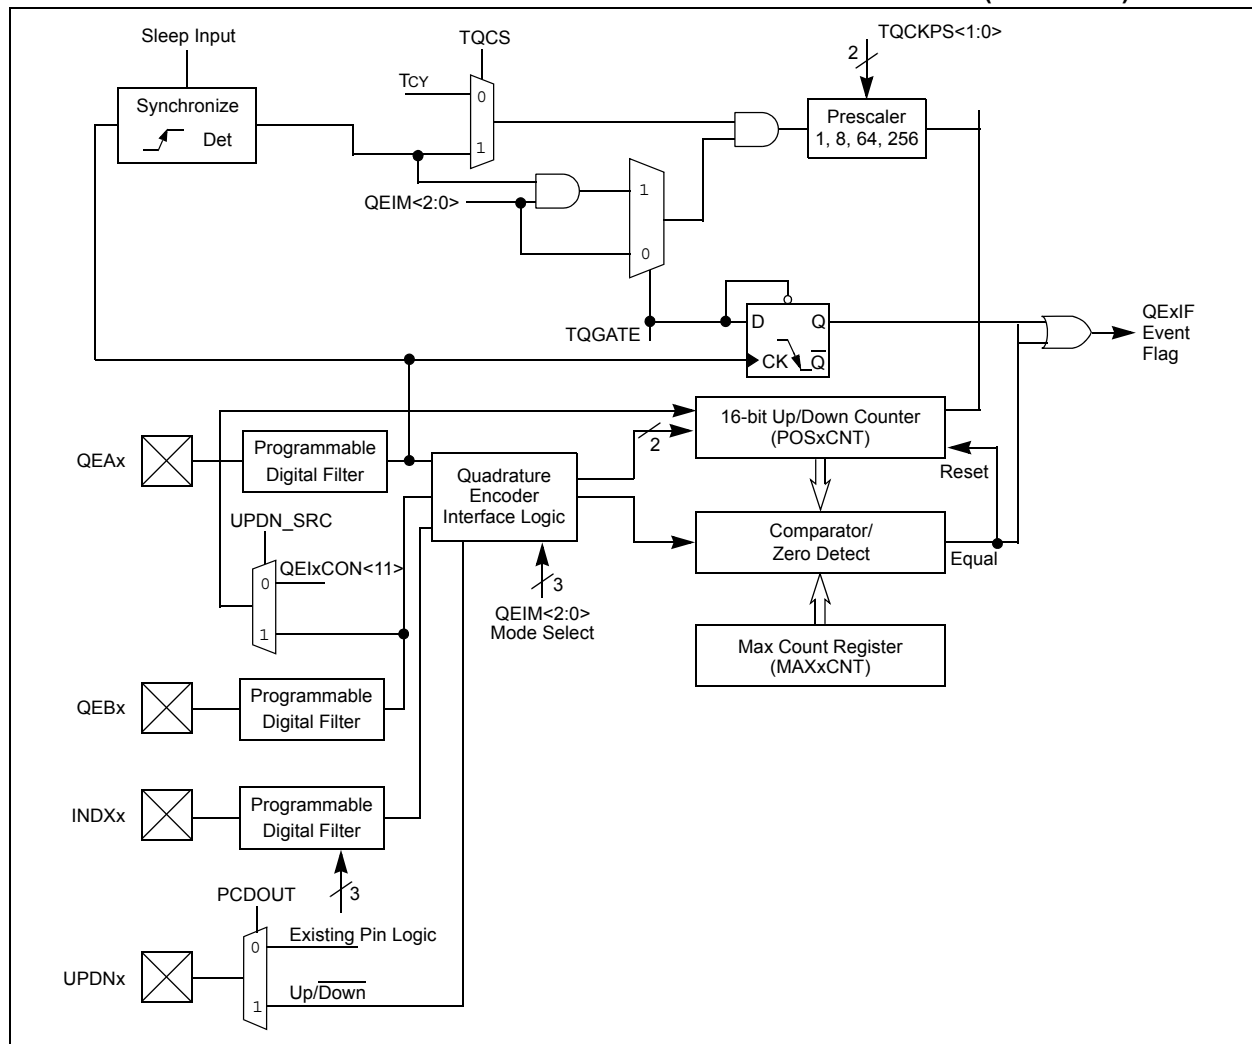 Sleep Input
TQCS
TQCKPS<1:0>
2
TCY
0
1
Synchronize
Det
Prescaler
1, 8, 64, 256
QEIM<2:0>
1
0
TQGATE
D
Q
CK
Q
QExIF
Event
Flag
16-bit Up/Down Counter
(POSxCNT)
2
Reset
QEAx
Programmable
Digital Filter
Quadrature
Encoder
Interface Logic
UPDN_SRC
QEIxCON<11>
0
1
Comparator/
Zero Detect
Equal
3
QEIM<2:0>
Mode Select
Max Count Register
(MAXxCNT)
QEBx
Programmable
Digital Filter
INDXx
Programmable
Digital Filter
3
PCDOUT
0
Existing Pin Logic
UPDNx
1
Up/Down